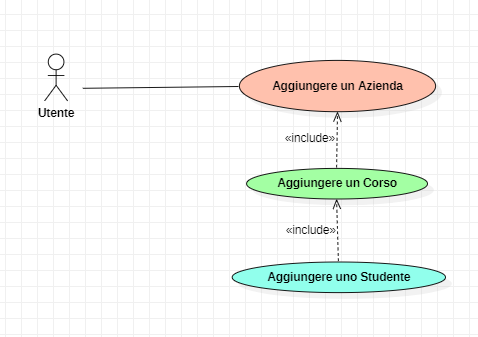 Aggiungere un Azienda
Utente
«include»
Aggiungere un Corso
«include»
Aggiungere uno Studente